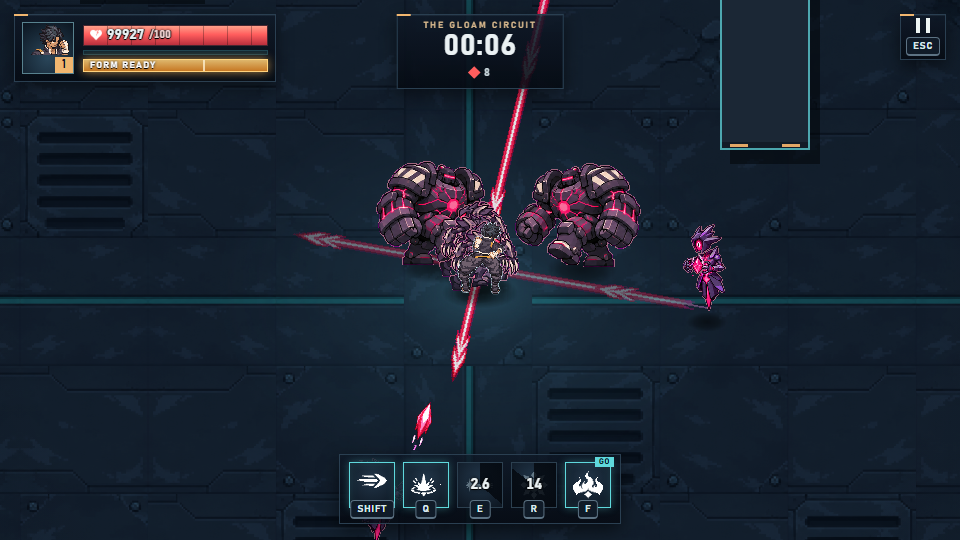 99927 /100
1
FORM READY
THE GLOAM CIRCUIT
00:06
8
ESC
SHIFT
Q
2.6
E
14
R
GO
F